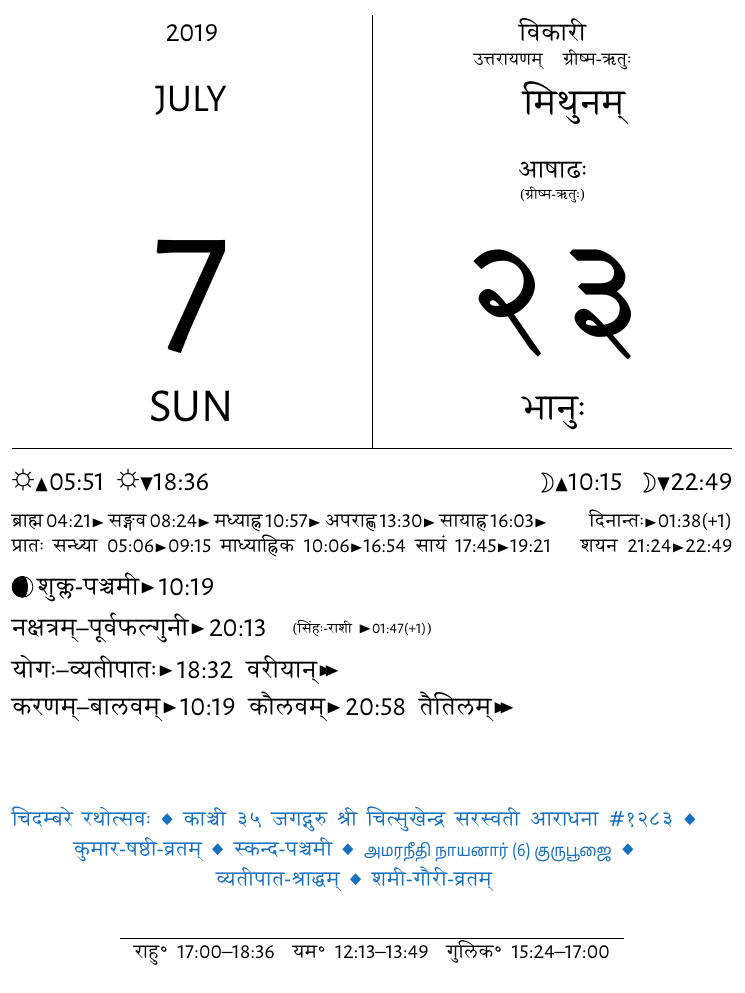 2019
JULY
7
SUN
विकारी
उत्तरायणम् ग्रीष्म-ऋतुः
मिथुनम्
आषाढः
(ग्रीष्म-ऋतुः)
२३
भानुः
☼▲05:51 ☼▼18:36 ☽▲10:15 ☽▼22:49
ब्राह्म 04:21► सङ्गव 08:24► मध्याह्न 10:57► अपराह्ण 13:30► सायाह्न 16:03► दिनान्तः►01:38(+1)
प्रातः सन्ध्या 05:06►09:15 माध्याह्निक 10:06►16:54 सायं 17:45►19:21 शयन 21:24►22:49
शुक्ल-पञ्चमी►10:19
नक्षत्रम्–पूर्वफल्गुनी►20:13 (सिंहः-राशी ►01:47(+1))
योगः–व्यतीपातः►18:32 वरीयान्►►
करणम्–बालवम्►10:19 कौलवम्►20:58 तैतिलम्►►
चिदम्बरे रथोत्सवः ◆ काञ्ची ३५ जगद्गुरु श्री चित्सुखेन्द्र सरस्वती आराधना #१२८३ ◆
कुमार-षष्ठी-व्रतम् ◆ स्कन्द-पञ्चमी ◆ அமரநீதி நாயனார் (6) குருபூஜை ◆
व्यतीपात-श्राद्धम् ◆ शमी-गौरी-व्रतम्
राहु॰ 17:00–18:36 यम॰ 12:13–13:49 गुलिक॰ 15:24–17:00